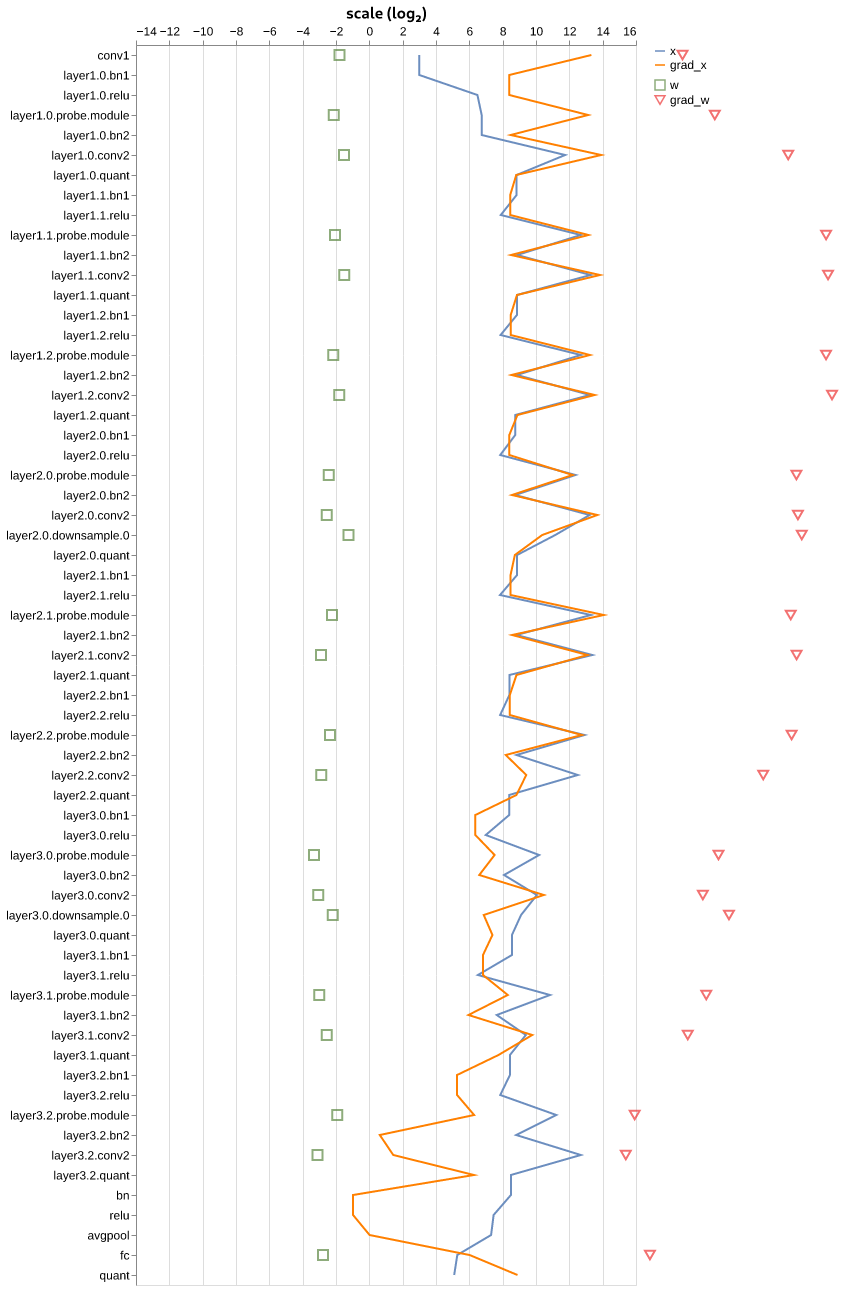 scale (log₂)
−14 −12 −10 −8 −6 −4 −2 0 2 4 6 8 10 12 14 16
x
grad_x
w
grad_w
conv1
layer1.0.bn1
layer1.0.relu
layer1.0.probe.module
layer1.0.bn2
layer1.0.conv2
layer1.0.quant
layer1.1.bn1
layer1.1.relu
layer1.1.probe.module
layer1.1.bn2
layer1.1.conv2
layer1.1.quant
layer1.2.bn1
layer1.2.relu
layer1.2.probe.module
layer1.2.bn2
layer1.2.conv2
layer1.2.quant
layer2.0.bn1
layer2.0.relu
layer2.0.probe.module
layer2.0.bn2
layer2.0.conv2
layer2.0.downsample.0
layer2.0.quant
layer2.1.bn1
layer2.1.relu
layer2.1.probe.module
layer2.1.bn2
layer2.1.conv2
layer2.1.quant
layer2.2.bn1
layer2.2.relu
layer2.2.probe.module
layer2.2.bn2
layer2.2.conv2
layer2.2.quant
layer3.0.bn1
layer3.0.relu
layer3.0.probe.module
layer3.0.bn2
layer3.0.conv2
layer3.0.downsample.0
layer3.0.quant
layer3.1.bn1
layer3.1.relu
layer3.1.probe.module
layer3.1.bn2
layer3.1.conv2
layer3.1.quant
layer3.2.bn1
layer3.2.relu
layer3.2.probe.module
layer3.2.bn2
layer3.2.conv2
layer3.2.quant
bn
relu
avgpool
fc
quant